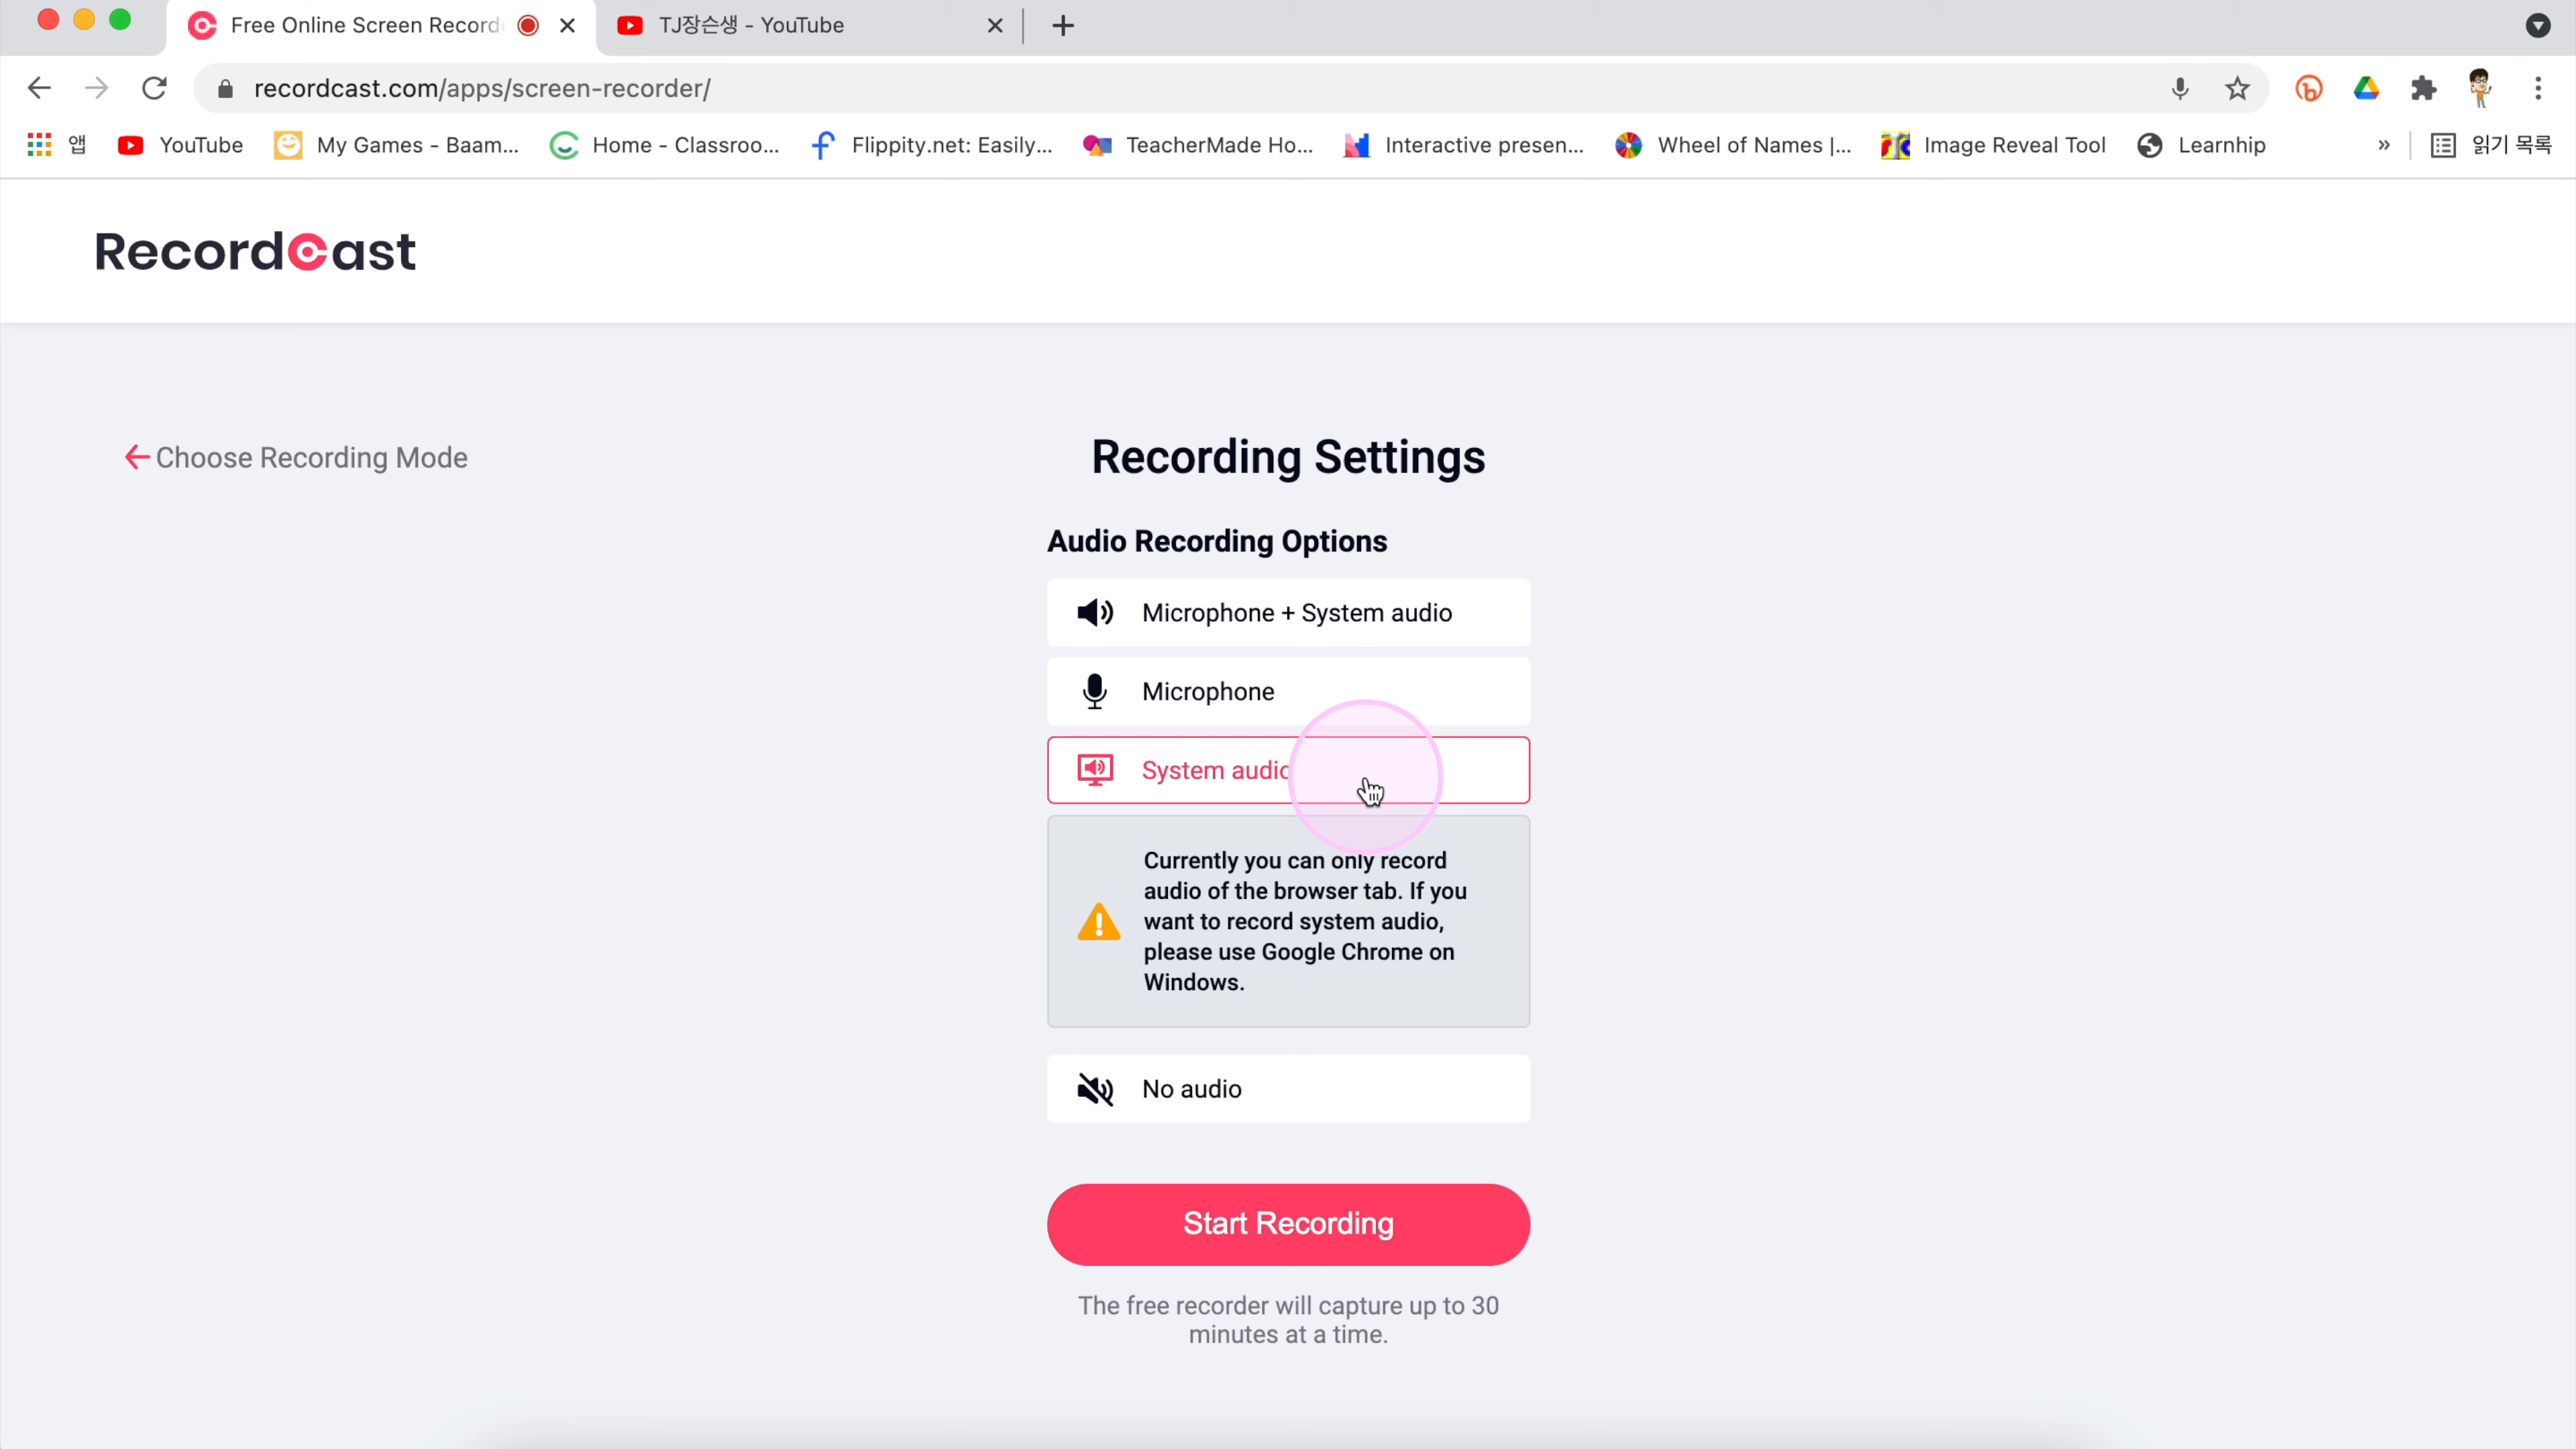 Free Online Screen Record
TJ장슨생 - YouTube
recordcast.com/apps/screen-recorder/
앱
YouTube
My Games - Baam...
Home - Classroo...
Flippity.net: Easily...
TeacherMade Ho...
Interactive presen...
Wheel of Names |...
Image Reveal Tool
Learnhip
»
읽기 목록
RecordCast
Choose Recording Mode
Recording Settings
Audio Recording Options
Microphone + System audio
Microphone
System audio
Currently you can only record
audio of the browser tab. If you
want to record system audio,
please use Google Chrome on
Windows.
No audio
Start Recording
The free recorder will capture up to 30
minutes at a time.